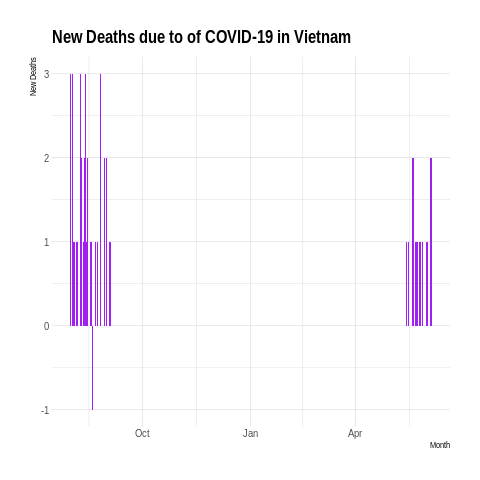 New Deaths due to of COVID-19 in Vietnam
New Deaths
3
2
1
0
-1
Oct Jan Apr
Month